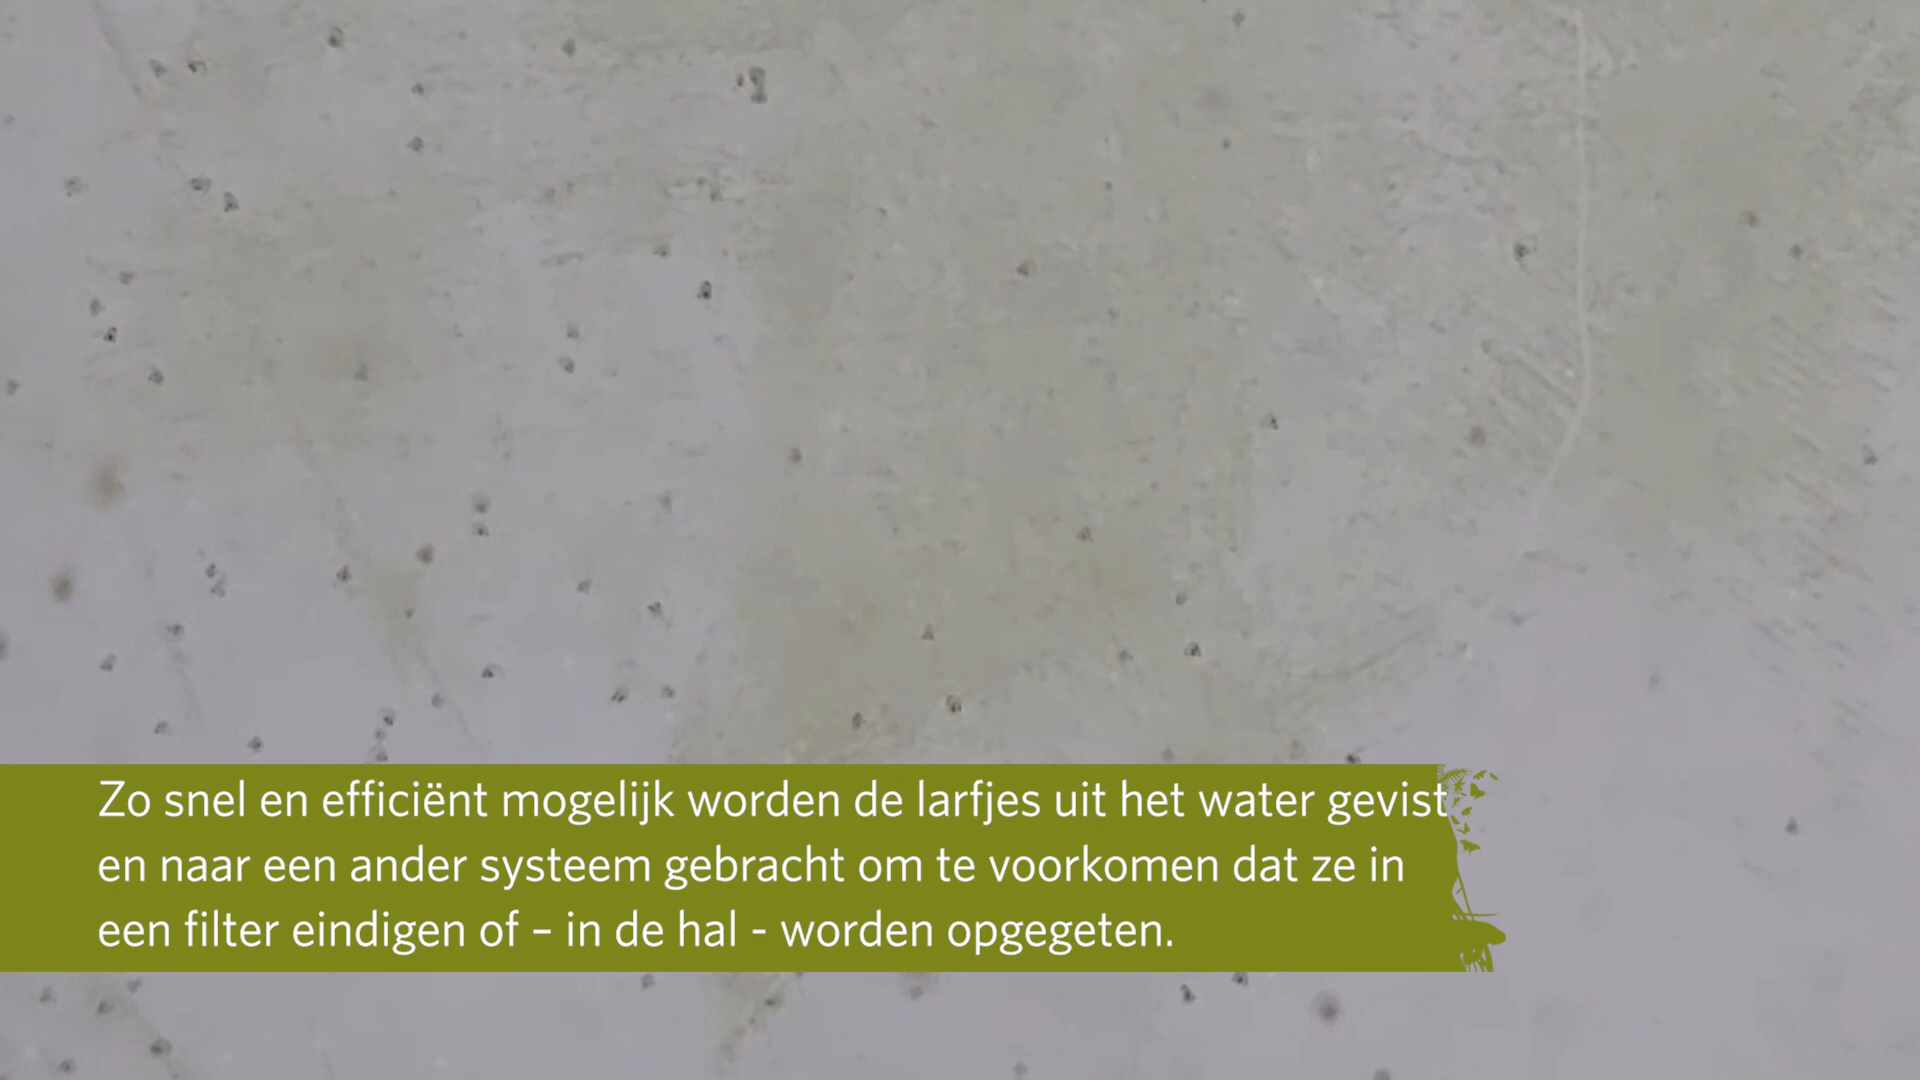 Zo snel en efficiënt mogelijk worden de larfjes uit het water gevist
en naar een ander systeem gebracht om te voorkomen dat ze in
een filter eindigen of – in de hal - worden opgegeten.